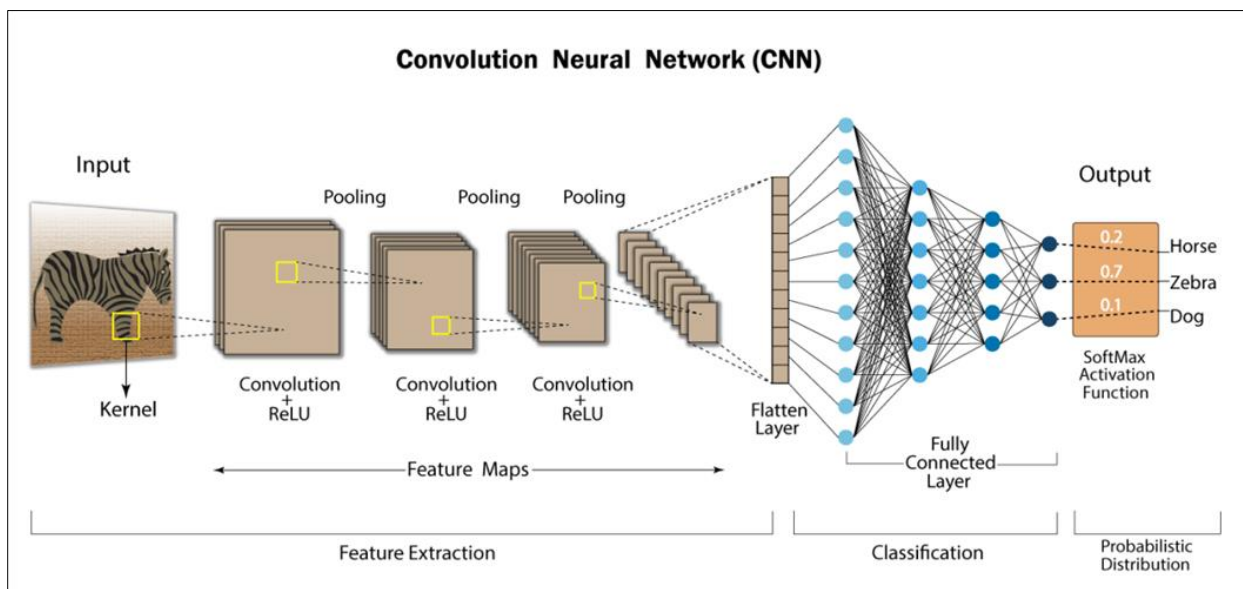 Convolution Neural Network (CNN)
Input
Kernel
Pooling
Pooling
Pooling
Convolution
+
ReLU
Convolution
+
ReLU
Convolution
+
ReLU
Feature Maps
Flatten
Layer
Fully
Connected
Layer
Output
0.2
Horse
0.7
Zebra
0.1
Dog
SoftMax
Activation
Function
Feature Extraction
Classification
Probabilistic
Distribution